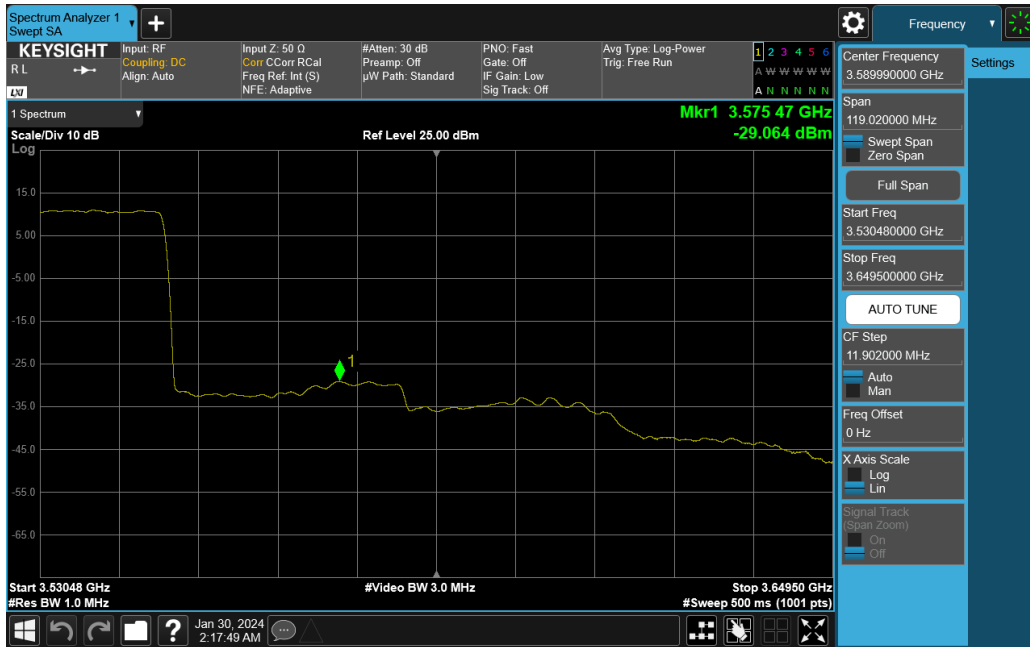 Spectrum Analyzer 1
Swept SA
+
Frequency
KEYSIGHT
R L
LXI
Input: RF
Coupling: DC
Align: Auto
Input Z: 50 Ω
Corr CCorr RCal
Freq Ref: Int (S)
NFE: Adaptive
#Atten: 30 dB
Preamp: Off
µW Path: Standard
PNO: Fast
Gate: Off
IF Gain: Low
Sig Track: Off
Avg Type: Log-Power
Trig: Free Run
1 2 3 4 5 6
A W W W W W
A N N N N N
1 Spectrum
Scale/Div 10 dB
Log
Ref Level 25.00 dBm
Mkr1 3.575 47 GHz
-29.064 dBm
15.0
5.00
-5.00
-15.0
-25.0
-35.0
-45.0
-55.0
-65.0
1
Start 3.53048 GHz
#Res BW 1.0 MHz
#Video BW 3.0 MHz
Stop 3.64950 GHz
#Sweep 500 ms (1001 pts)
Center Frequency
3.589990000 GHz
Span
119.020000 MHz
Swept Span
Zero Span
Full Span
Start Freq
3.530480000 GHz
Stop Freq
3.649500000 GHz
AUTO TUNE
CF Step
11.902000 MHz
Auto
Man
Freq Offset
0 Hz
X Axis Scale
Log
Lin
Signal Track
(Span Zoom)
On
Off
Settings
?
Jan 30, 2024
2:17:49 AM